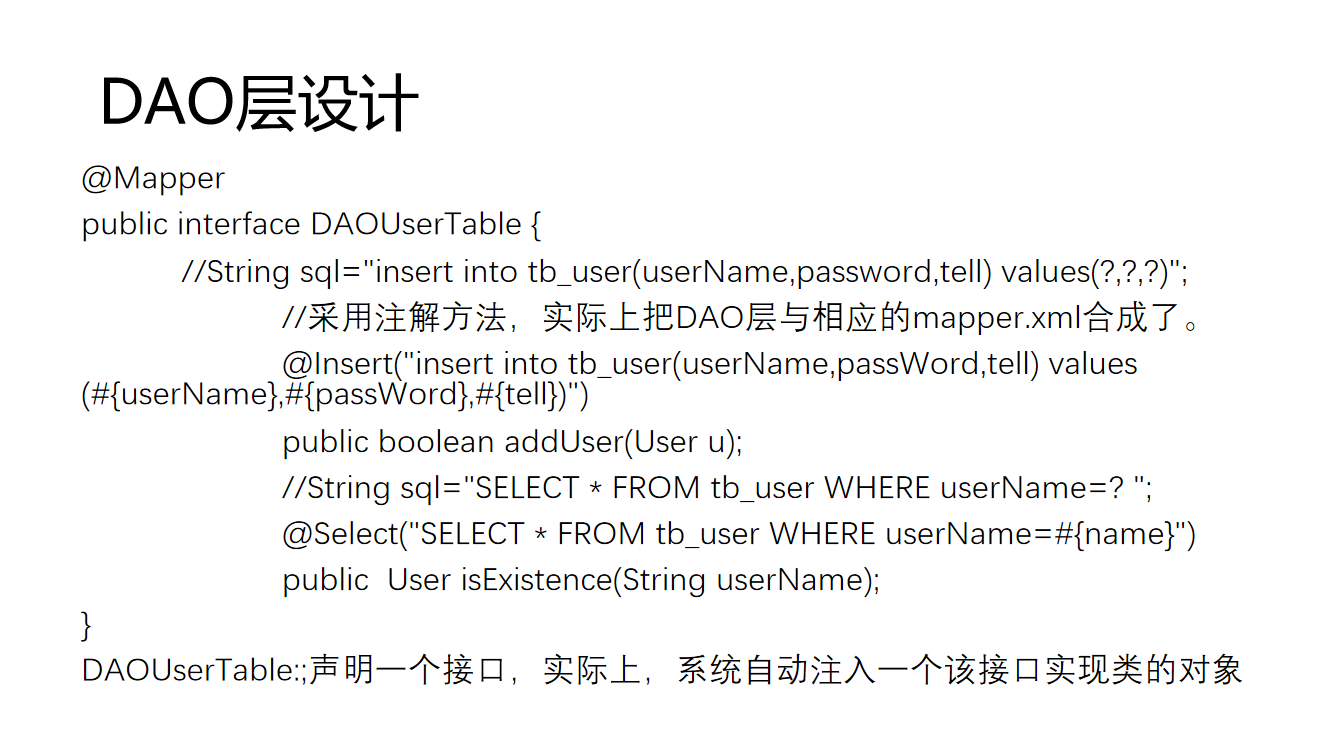 DAO层设计
@Mapper
public interface DAOUserTable {
//String sql="insert into tb_user(userName,password,tell) values(?,?,?)";
//采用注解方法，实际上把DAO层与相应的mapper.xml合成了。
@Insert("insert into tb_user(userName,passWord,tell) values
(#{userName},#{passWord},#{tell})")
public boolean addUser(User u);
//String sql="SELECT * FROM tb_user WHERE userName=? ";
@Select("SELECT * FROM tb_user WHERE userName=#{name}")
public  User isExistence(String userName);
}
DAOUserTable:;声明一个接口，实际上，系统自动注入一个该接口实现类的对象